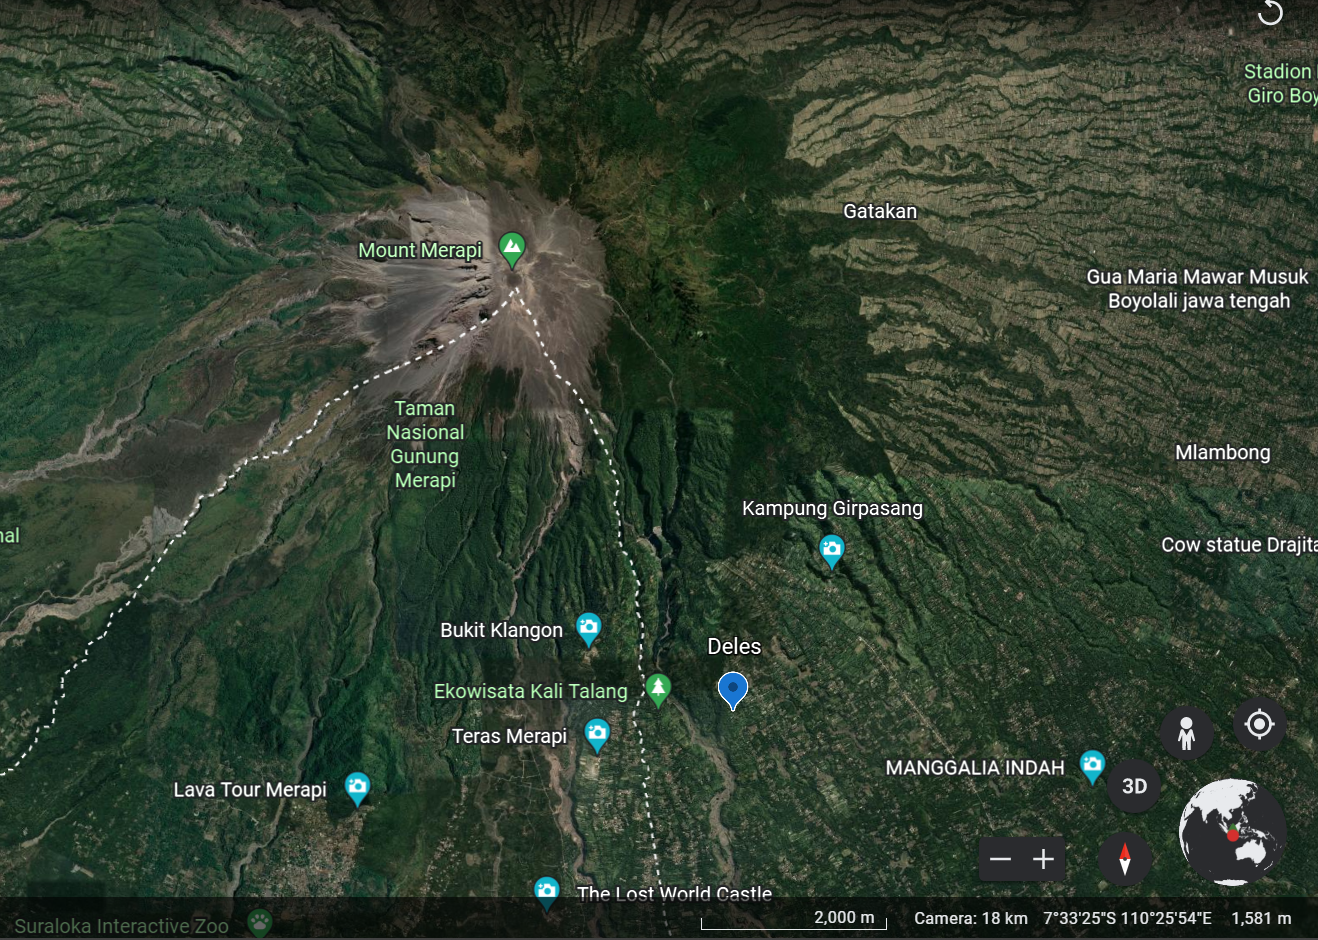 Stadion
Giro Boy
Gatakan
Mount Merapi
Gua Maria Mawar Musuk
Boyolali jawa tengah
Taman
Nasional
Gunung
Merapi
Mlambong
Kampung Girpasang
nal
Cow statue Drajita
Bukit Klangon
Deles
Ekowisata Kali Talang
Teras Merapi
MANGGALIA INDAH
3D
Lava Tour Merapi
The Lost World Castle
Suraloka Interactive Zoo
2,000 m
Camera: 18 km 7°33'25"S 110°25'54"E 1,581 m